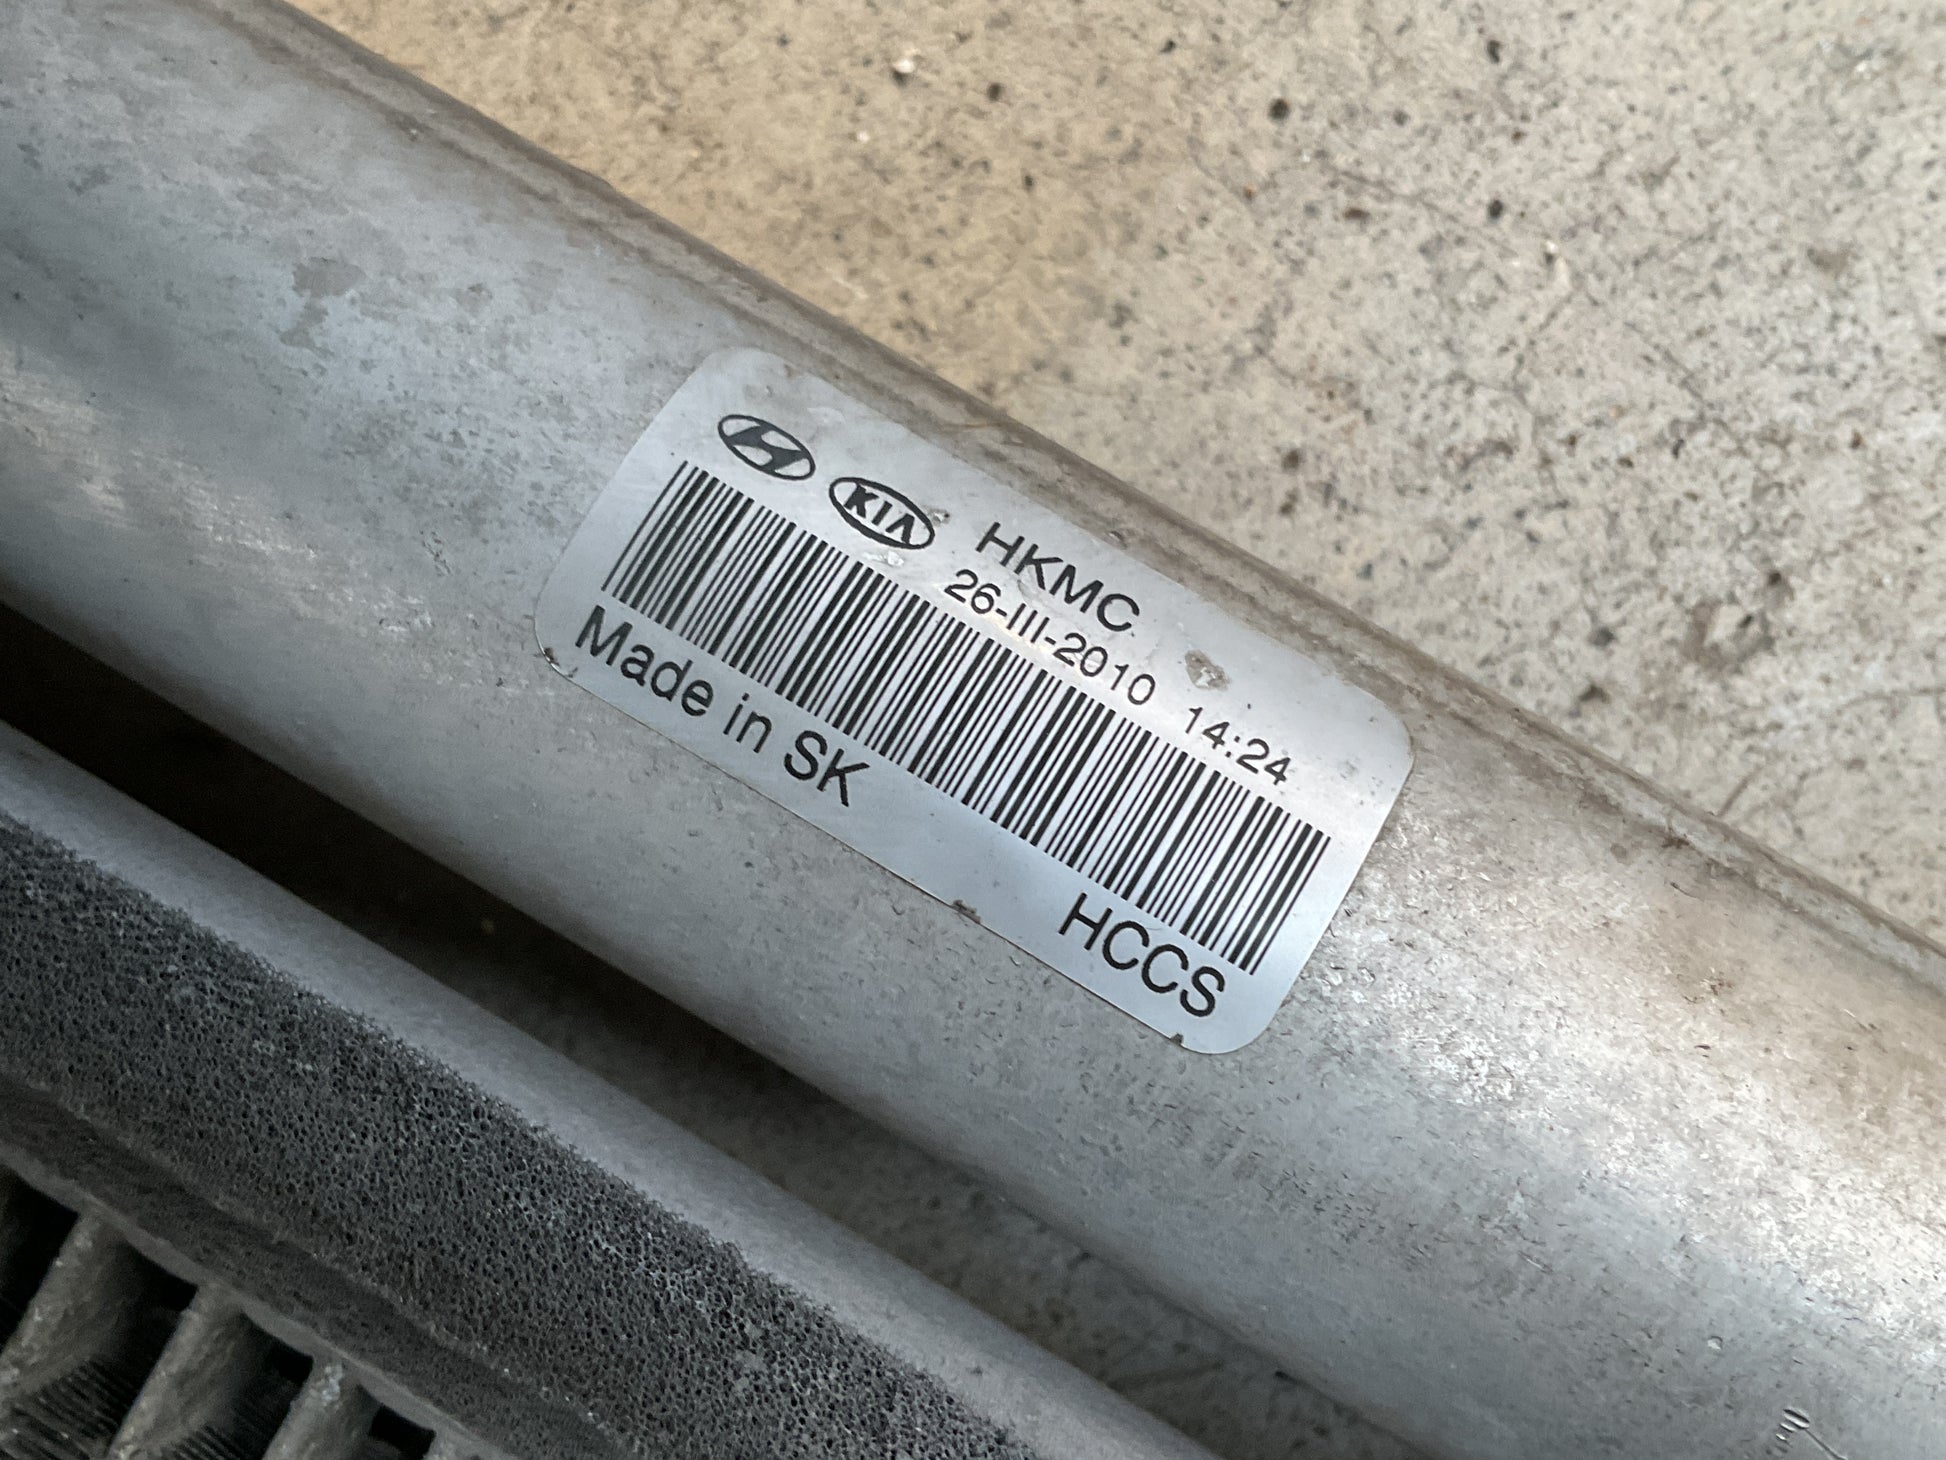 KIA HKMC
26-III-2010 14:24
Made in SK HCCS